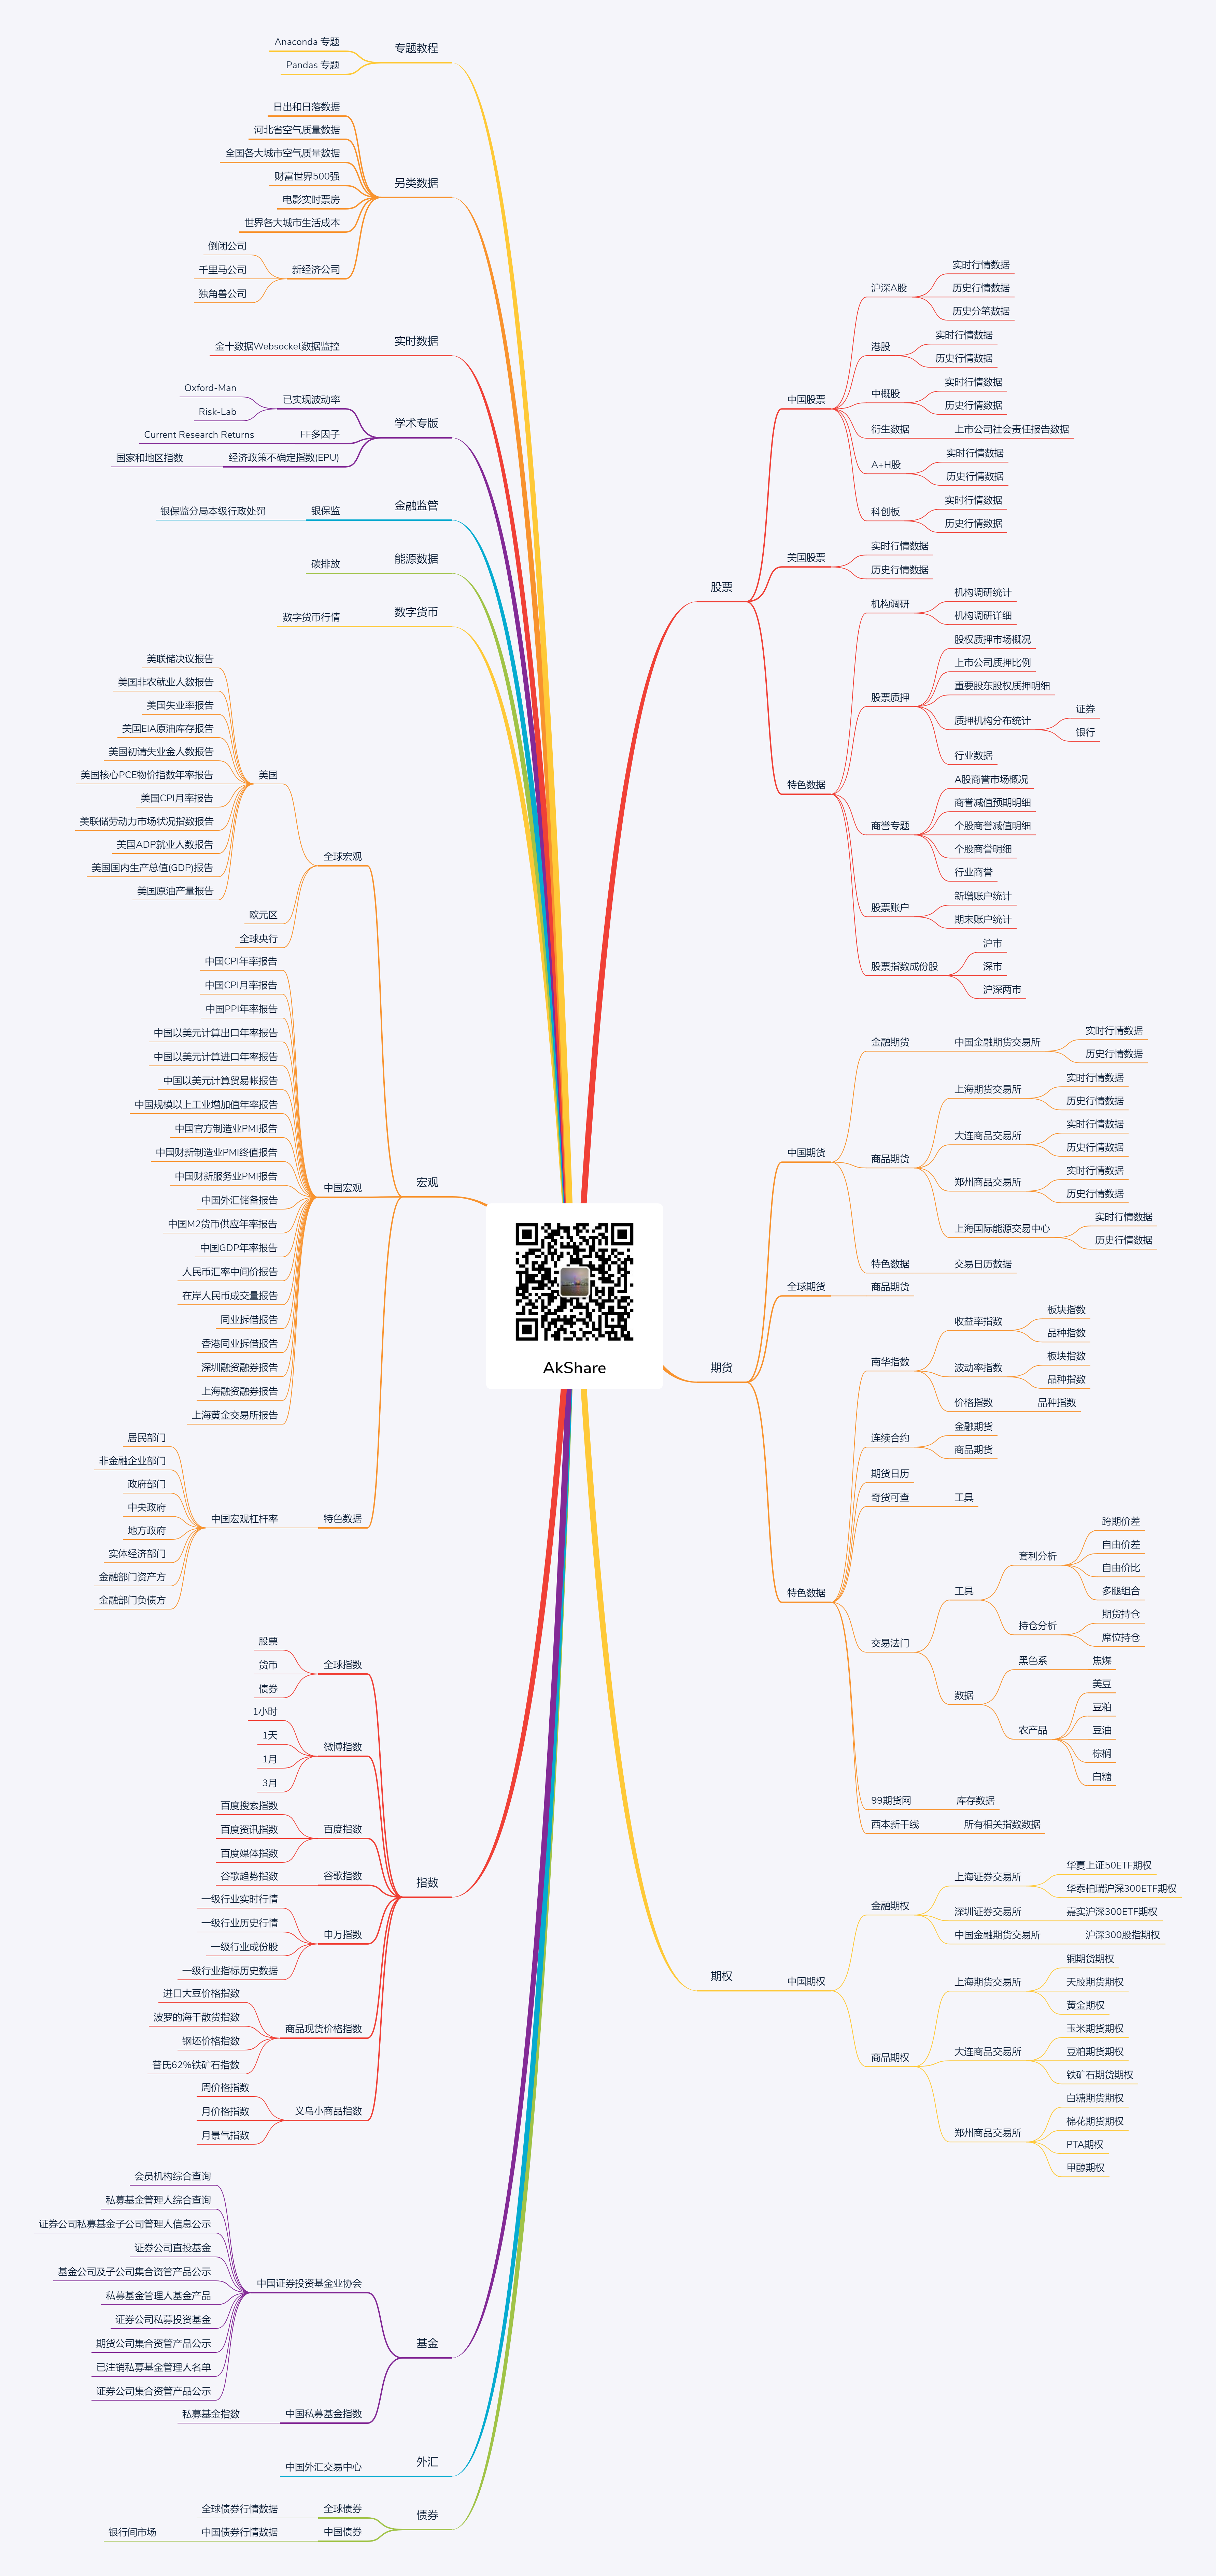 专题教程
Anaconda 专题
Pandas 专题
另类数据
日出和日落数据
河北省空气质量数据
全国各大城市空气质量数据
财富世界500强
电影实时票房
世界各大城市生活成本
新经济公司
倒闭公司
千里马公司
独角兽公司
实时数据
金十数据Websocket数据监控
学术专版
已实现波动率
Oxford-Man
Risk-Lab
FF多因子
Current Research Returns
经济政策不确定指数(EPU)
国家和地区指数
金融监管
银保监
银保监分局本级行政处罚
能源数据
碳排放
数字货币
数字货币行情
宏观
全球宏观
美国
美联储决议报告
美国非农就业人数报告
美国失业率报告
美国EIA原油库存报告
美国初请失业金人数报告
美国核心PCE物价指数年率报告
美国CPI月率报告
美联储劳动力市场状况指数报告
美国ADP就业人数报告
美国国内生产总值(GDP)报告
美国原油产量报告
欧元区
全球央行
中国宏观
中国CPI年率报告
中国CPI月率报告
中国PPI年率报告
中国以美元计算出口年率报告
中国以美元计算进口年率报告
中国以美元计算贸易帐报告
中国规模以上工业增加值年率报告
中国官方制造业PMI报告
中国财新制造业PMI终值报告
中国财新服务业PMI报告
中国外汇储备报告
中国M2货币供应年率报告
中国GDP年率报告
人民币汇率中间价报告
在岸人民币成交量报告
同业拆借报告
香港同业拆借报告
深圳融资融券报告
上海融资融券报告
上海黄金交易所报告
特色数据
中国宏观杠杆率
居民部门
非金融企业部门
政府部门
中央政府
地方政府
实体经济部门
金融部门资产方
金融部门负债方
指数
全球指数
股票
货币
债券
微博指数
1小时
1天
1月
3月
百度指数
百度搜索指数
百度资讯指数
百度媒体指数
谷歌指数
谷歌趋势指数
申万指数
一级行业实时行情
一级行业历史行情
一级行业成份股
一级行业指标历史数据
商品现货价格指数
进口大豆价格指数
波罗的海干散货指数
钢坯价格指数
普氏62%铁矿石指数
义乌小商品指数
周价格指数
月价格指数
月景气指数
基金
中国证券投资基金业协会
会员机构综合查询
私募基金管理人综合查询
证券公司私募基金子公司管理人信息公示
证券公司直投基金
基金公司及子公司集合资管产品公示
私募基金管理人基金产品
证券公司私募投资基金
期货公司集合资管产品公示
已注销私募基金管理人名单
证券公司集合资管产品公示
中国私募基金指数
私募基金指数
外汇
中国外汇交易中心
债券
全球债券
全球债券行情数据
中国债券
中国债券行情数据
银行间市场
AkShare
股票
中国股票
沪深A股
实时行情数据
历史行情数据
历史分笔数据
港股
实时行情数据
历史行情数据
中概股
实时行情数据
历史行情数据
衍生数据
上市公司社会责任报告数据
A+H股
实时行情数据
历史行情数据
科创板
实时行情数据
历史行情数据
美国股票
实时行情数据
历史行情数据
特色数据
机构调研
机构调研统计
机构调研详细
股票质押
股权质押市场概况
上市公司质押比例
重要股东股权质押明细
质押机构分布统计
证券
银行
行业数据
商誉专题
A股商誉市场概况
商誉减值预期明细
个股商誉减值明细
个股商誉明细
行业商誉
股票账户
新增账户统计
期末账户统计
股票指数成份股
沪市
深市
沪深两市
期货
中国期货
金融期货
中国金融期货交易所
实时行情数据
历史行情数据
商品期货
上海期货交易所
实时行情数据
历史行情数据
大连商品交易所
实时行情数据
历史行情数据
郑州商品交易所
实时行情数据
历史行情数据
上海国际能源交易中心
实时行情数据
历史行情数据
特色数据
交易日历数据
全球期货
商品期货
特色数据
南华指数
收益率指数
板块指数
品种指数
波动率指数
板块指数
品种指数
价格指数
品种指数
连续合约
金融期货
商品期货
期货日历
奇货可查
工具
交易法门
工具
套利分析
跨期价差
自由价差
自由价比
多腿组合
持仓分析
期货持仓
席位持仓
数据
黑色系
焦煤
农产品
美豆
豆粕
豆油
棕榈
白糖
99期货网
库存数据
西本新干线
所有相关指数数据
期权
中国期权
金融期权
上海证券交易所
华夏上证50ETF期权
华泰柏瑞沪深300ETF期权
深圳证券交易所
嘉实沪深300ETF期权
中国金融期货交易所
沪深300股指期权
商品期权
上海期货交易所
铜期货期权
天胶期货期权
黄金期权
大连商品交易所
玉米期货期权
豆粕期货期权
铁矿石期货期权
郑州商品交易所
白糖期货期权
棉花期货期权
PTA期权
甲醇期权